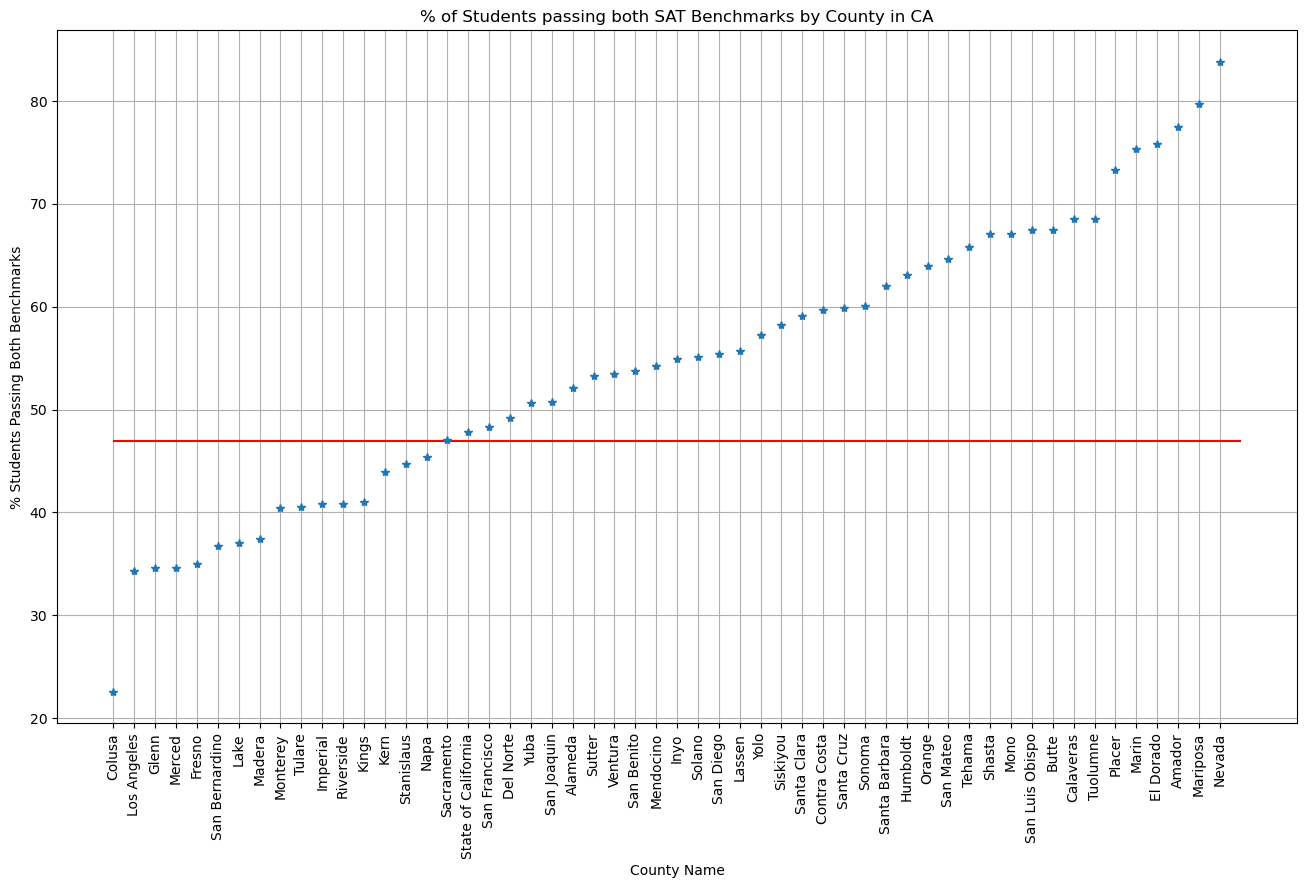 % of Students passing both SAT Benchmarks by County in CA
% Students Passing Both Benchmarks
80
70
60
50
40
30
20
Colusa
Los Angeles
Glenn
Merced
Fresno
San Bernardino
Lake
Madera
Monterey
Tulare
Imperial
Riverside
Kings
Kern
Stanislaus
Napa
Sacramento
State of California
San Francisco
Del Norte
Yuba
San Joaquin
Alameda
Sutter
Ventura
San Benito
Mendocino
Inyo
Solano
San Diego
Lassen
Yolo
Siskiyou
Santa Clara
Contra Costa
Santa Cruz
Sonoma
Santa Barbara
Humboldt
Orange
San Mateo
Tehama
Shasta
Mono
San Luis Obispo
Butte
Calaveras
Tuolumne
Placer
Marin
El Dorado
Amador
Mariposa
Nevada
County Name